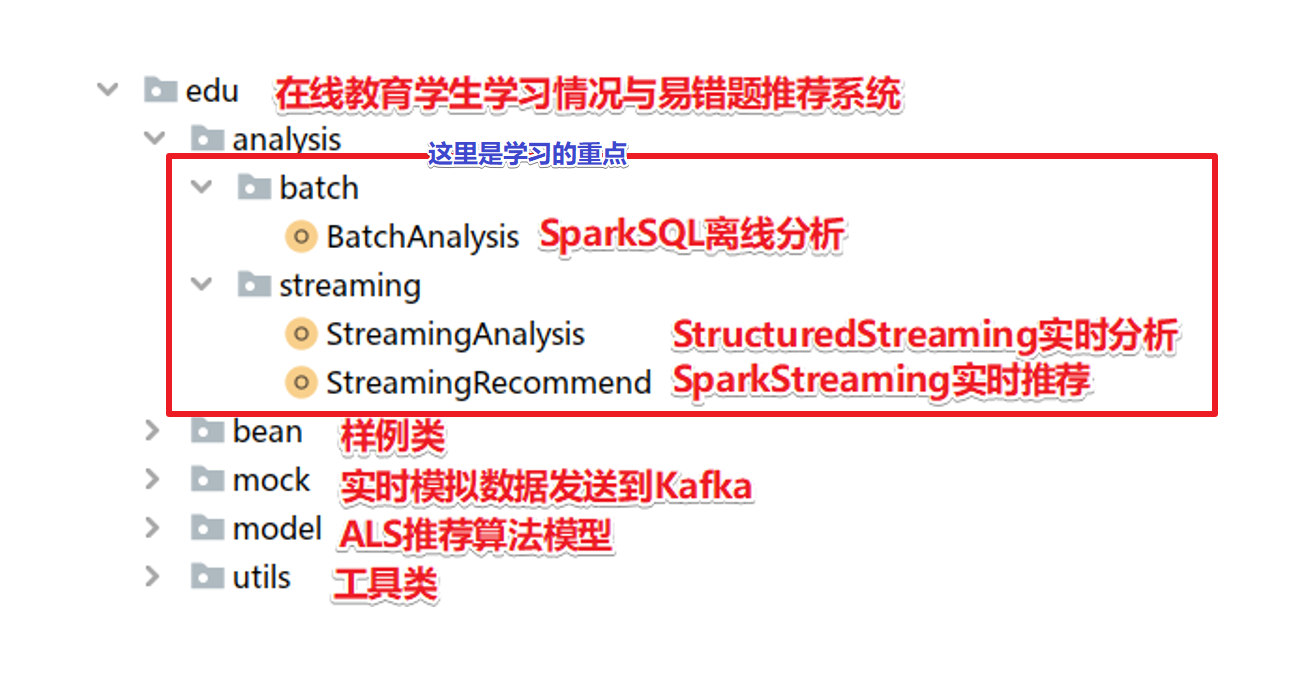 edu 在线教育学生学习情况与易错题推荐系统
analysis
这里是学习的重点
batch
BatchAnalysis SparkSQL离线分析
streaming
StreamingAnalysis StructuredStreaming实时分析
StreamingRecommend SparkStreaming实时推荐
bean 样例类
mock 实时模拟数据发送到Kafka
model ALS推荐算法模型
utils 工具类